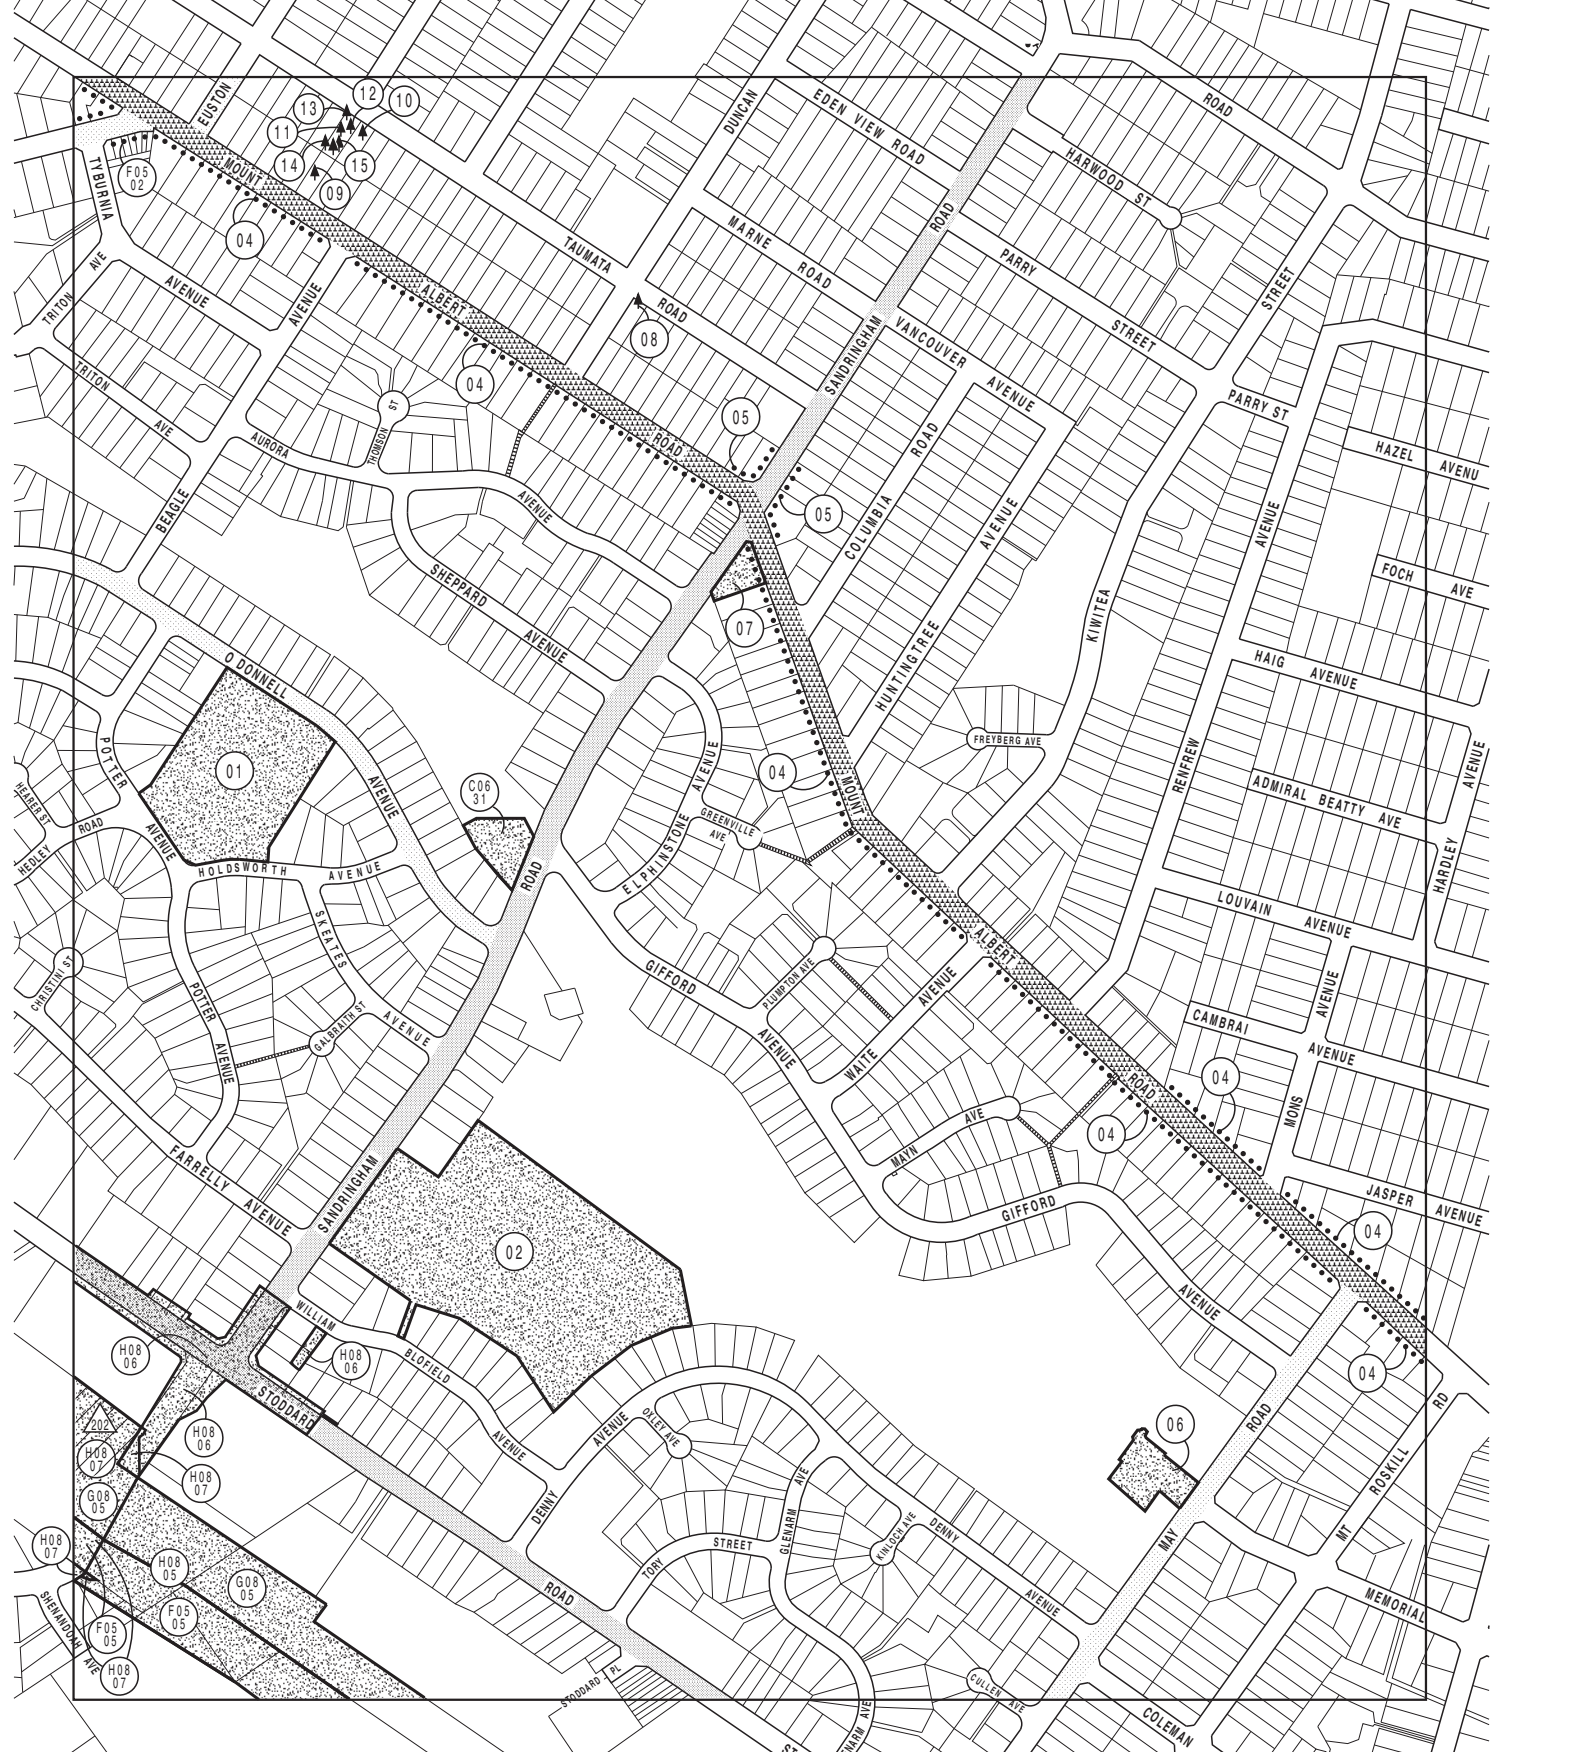 ROAD
EUSTON
DUNCAN
EDEN VIEW ROAD
12
13
10
11
14
15
09
F05
02
HARWOOD ST
TYBURNIA
MOUNT
04
ROAD
MARNE
ROAD
PARRY
TAUMATA
ROAD
AVE
AVENUE
TRITON
AVENUE
ALBERT
08
SANDRINGHAM
VANCOUVER
AVENUE
STREET
STREET
TRITON
AVE
04
ST
THOMSON
05
PARRY ST
AURORA
ROAD
ROAD
HAZEL
AVENU
BEAGLE
AVENUE
05
COLUMBIA
AVENUE
AVENUE
FOCH
AVE
SHEPPARD
AVENUE
07
KIWITEA
HUNTINGTREE
HAIG
AVENUE
O DONNELL
POTTER
01
AVENUE
FREYBERG AVE
RENFREW
AVENUE
HEARER ST
C06
31
04
MOUNT
ADMIRAL BEATTY AVE
GREENVILLE
AVE
AVENUE
ROAD
AVENUE
HEDLEY
HOLDSWORTH
AVENUE
ROAD
ELPHINSTONE
HARDLEY
LOUVAIN
AVENUE
SKEATES
ALBERT
CHRISTINI ST
GIFFORD
PLUMPTON AVE
AVENUE
AVENUE
POTTER
CAMBRAI
GALBRAITH ST
AVENUE
AVENUE
WAITE
AVENUE
AVENUE
ROAD
04
MONS
MAYN
AVE
04
FARRELLY
AVENUE
SANDRINGHAM
GIFFORD
JASPER
AVENUE
04
02
AVENUE
WILLIAM
H08
06
H08
06
BLOFIELD
04
STODDARD
202
H08
06
AVENUE
AVENUE
OXLEY AVE
RD
06
ROAD
H08
07
H08
07
AVE
ROSKILL
G08
05
DENNY
GLENARM
KINLOCH AVE
DENNY
MT
H08
07
H08
05
G08
05
STREET
MAY
TORY
ROAD
F05
05
AVENUE
MEMORIAL
SHENANDOAH
AVE
F05
05
H08
07
STODDARD PL
CULLEN AVE
COLEMAN
ENARM AVE
ST